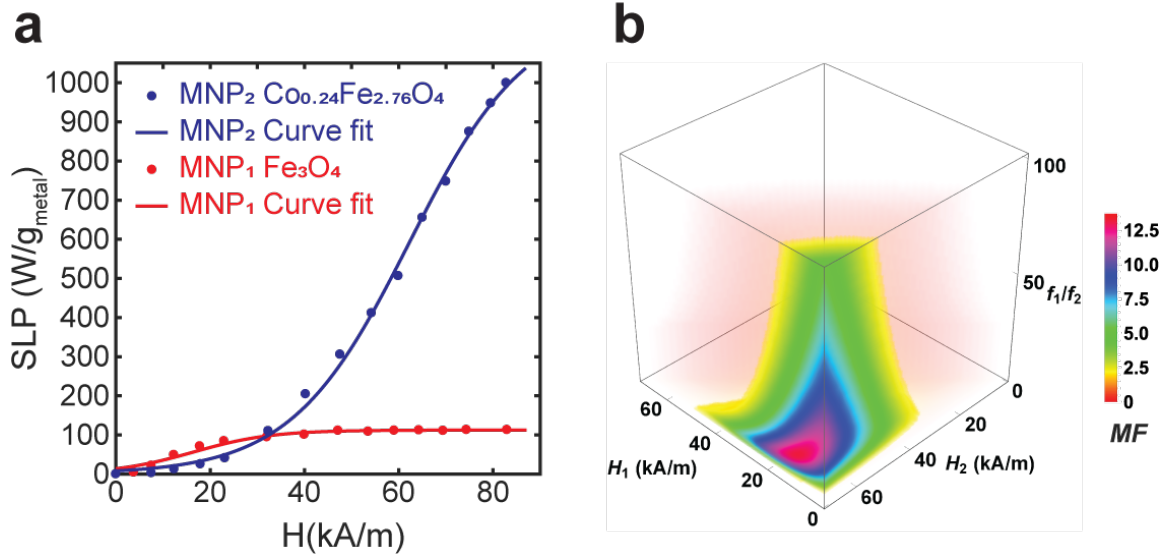 a
SLP (W/g_metal)
1000
900
800
700
600
500
400
300
200
100
0
MNP₂ Co₀.₂₄Fe₂.₇₆O₄
MNP₂ Curve fit
MNP₁ Fe₃O₄
MNP₁ Curve fit
0 20 40 60 80
H(kA/m)
b
100
50
f₁/f₂
0
60
40
20
0
H₁ (kA/m)
20
40
60
H₂ (kA/m)
12.5
10.0
7.5
5.0
2.5
0
MF